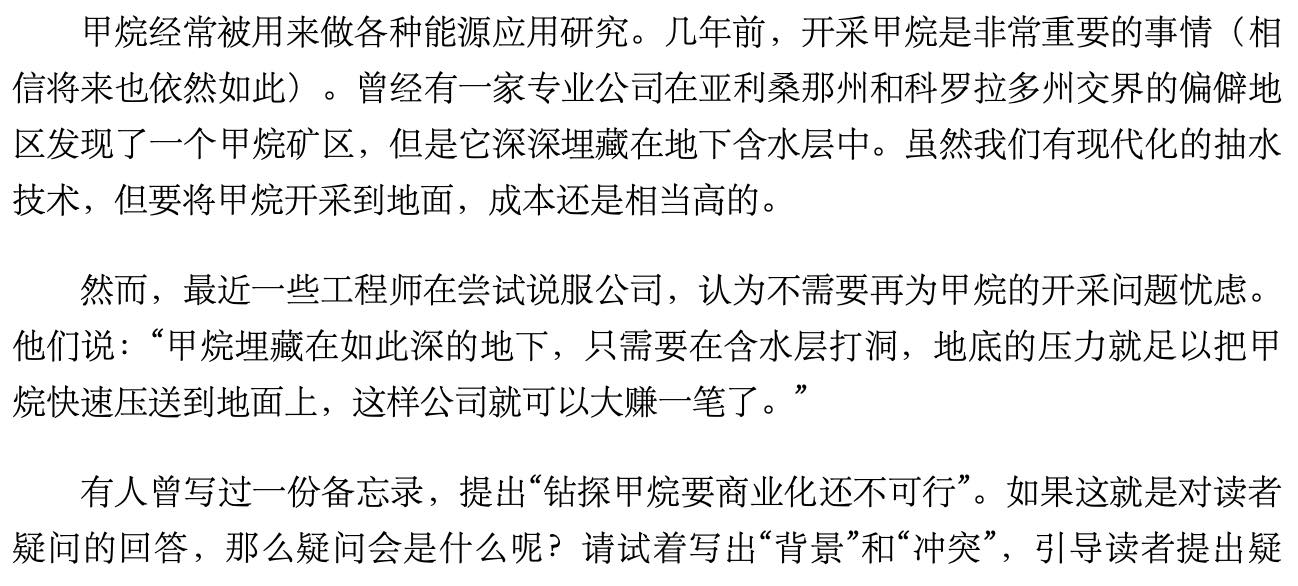 甲烷经常被用来做各种能源应用研究。几年前，开采甲烷是非常重要的事情（相
信将来也依然如此）。曾经有一家专业公司在亚利桑那州和科罗拉多州交界的偏僻地
区发现了一个甲烷矿区，但是它深深埋藏在地下含水层中。虽然我们有现代化的抽水
技术，但要将甲烷开采到地面，成本还是相当高的。
然而，最近一些工程师在尝试说服公司，认为不需要再为甲烷的开采问题忧虑。
他们说：“甲烷埋藏在如此深的地下，只需要在含水层打洞，地底的压力就足以把甲
烷快速压送到地面上，这样公司就可以大赚一笔了。”
有人曾写过一份备忘录，提出“钻探甲烷要商业化还不可行”。如果这就是对读者
疑问的回答，那么疑问会是什么呢？请试着写出“背景”和“冲突”，引导读者提出疑